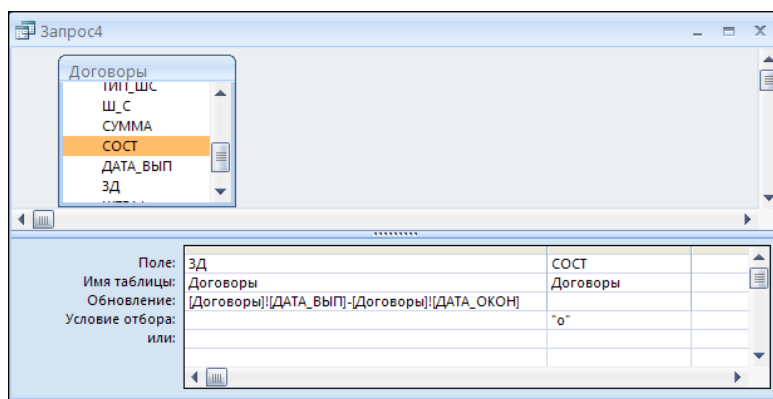 Запрос4
Договоры
ТИП_ШС
Ш_С
СУММА
СОСТ
ДАТА_ВЫП
ЗД
Поле: ЗД СОСТ
Имя таблицы: Договоры Договоры
Обновление: [Договоры]![ДАТА_ВЫП]-[Договоры]![ДАТА_ОКОН]
Условие отбора: "о"
или: